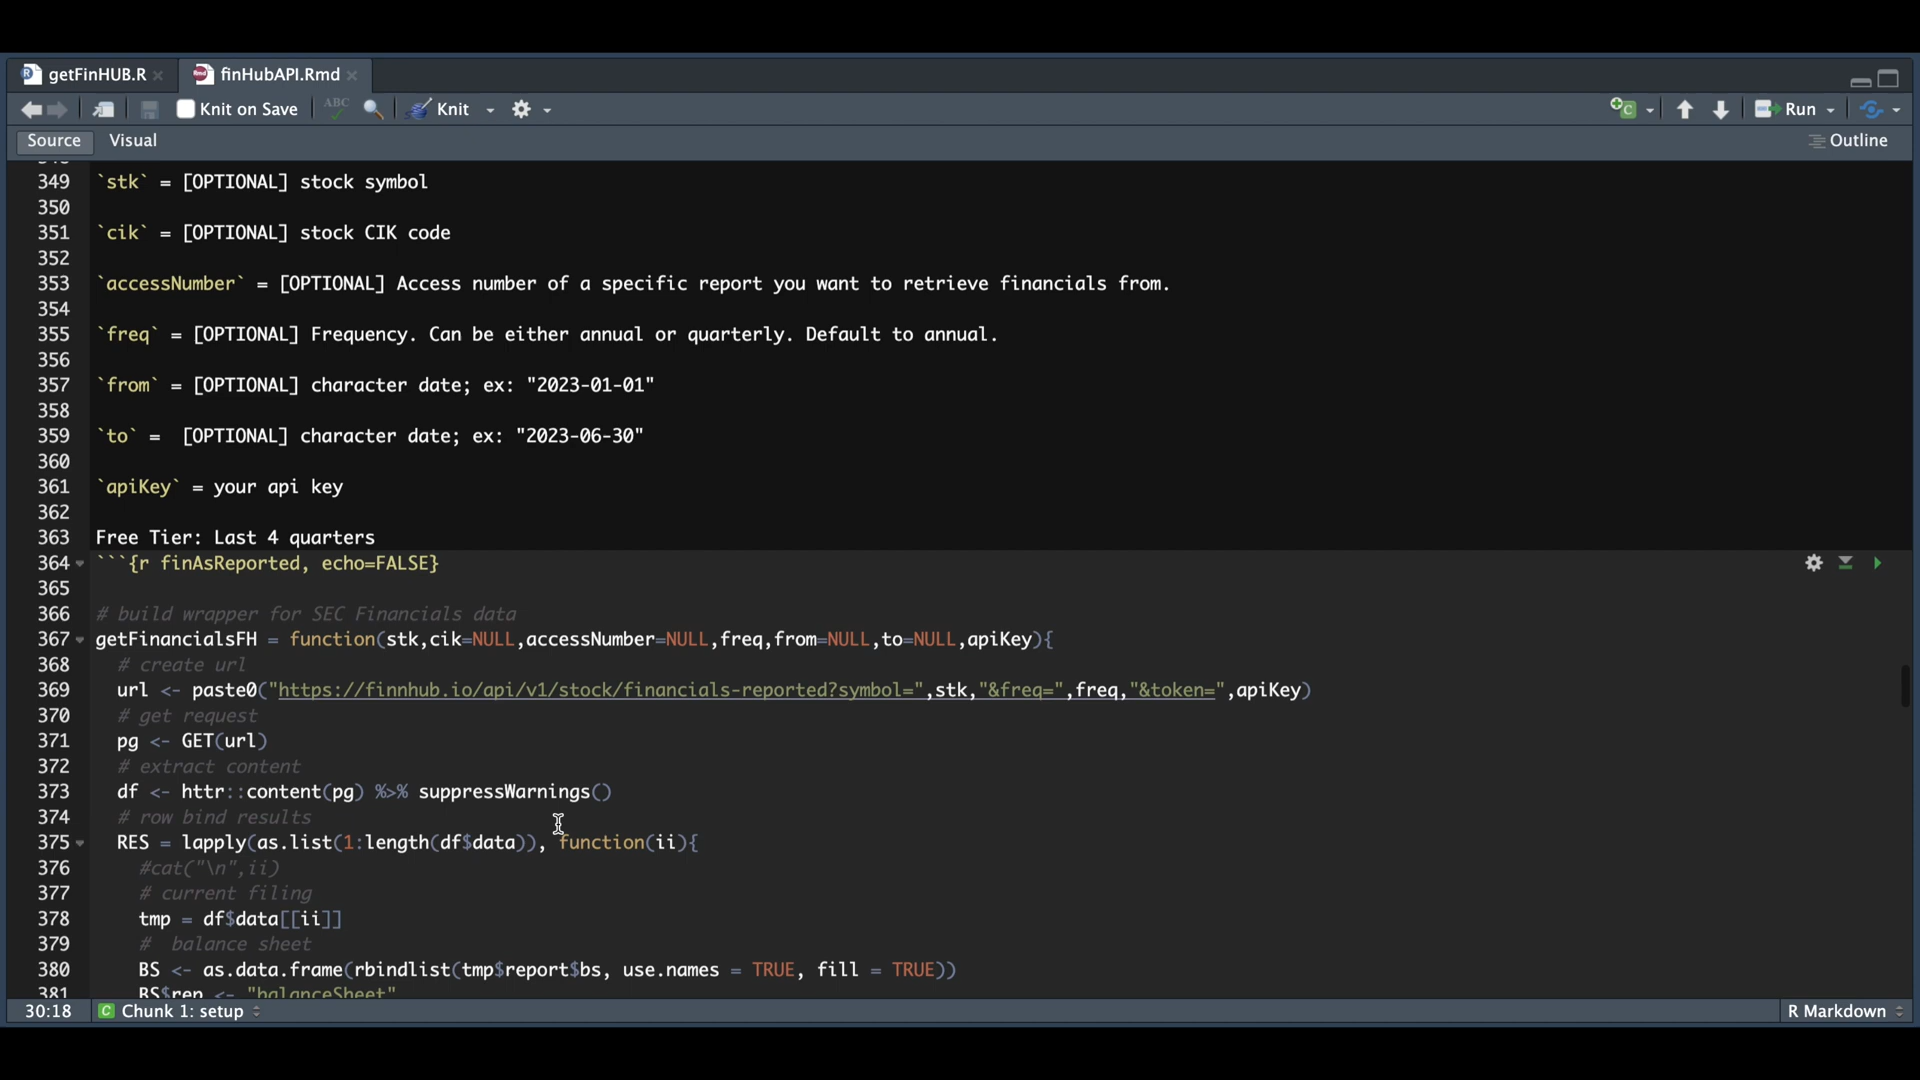 getFinHUB.R
finHubAPI.Rmd
Knit on Save
ABC
Knit
Run
Source
Visual
Outline
349 `stk` = [OPTIONAL] stock symbol
350
351 `cik` = [OPTIONAL] stock CIK code
352
353 `accessNumber` = [OPTIONAL] Access number of a specific report you want to retrieve financials from.
354
355 `freq` = [OPTIONAL] Frequency. Can be either annual or quarterly. Default to annual.
356
357 `from` = [OPTIONAL] character date; ex: "2023-01-01"
358
359 `to` =  [OPTIONAL] character date; ex: "2023-06-30"
360
361 `apiKey` = your api key
362
363 Free Tier: Last 4 quarters
364 ```{r finAsReported, echo=FALSE}
365
366 # build wrapper for SEC Financials data
367 getFinancialsFH = function(stk,cik=NULL,accessNumber=NULL,freq,from=NULL,to=NULL,apiKey){
368   # create url
369   url <- paste0("https://finnhub.io/api/v1/stock/financials-reported?symbol=",stk,"&freq=",freq,"&token=",apiKey)
370   # get request
371   pg <- GET(url)
372   # extract content
373   df <- httr::content(pg) %>% suppressWarnings()
374   # row bind results
375   RES = lapply(as.list(1:length(df$data)), function(ii){
376     #cat("\n",ii)
377     # current filing
378     tmp = df$data[[ii]]
379     #  balance sheet
380     BS <- as.data.frame(rbindlist(tmp$report$bs, use.names = TRUE, fill = TRUE))
381     BS$rep <- "balanceSheet"
30:18
C
Chunk 1: setup
R Markdown